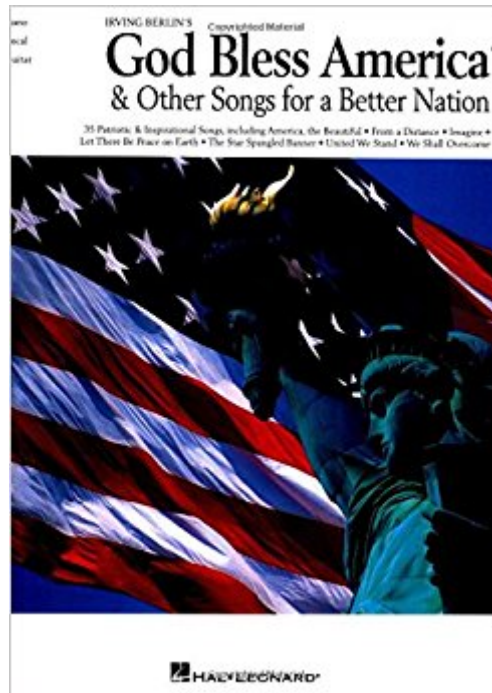 IRVING BERLIN'S
Copyrighted Material
God Bless America
& Other Songs for a Better Nation
35 Patriotic & Inspirational Songs, including America, the Beautiful • From a Distance • Imagine •
Let There Be Peace on Earth • The Star Spangled Banner • United We Stand • We Shall Overcome
HAL•LEONARD®